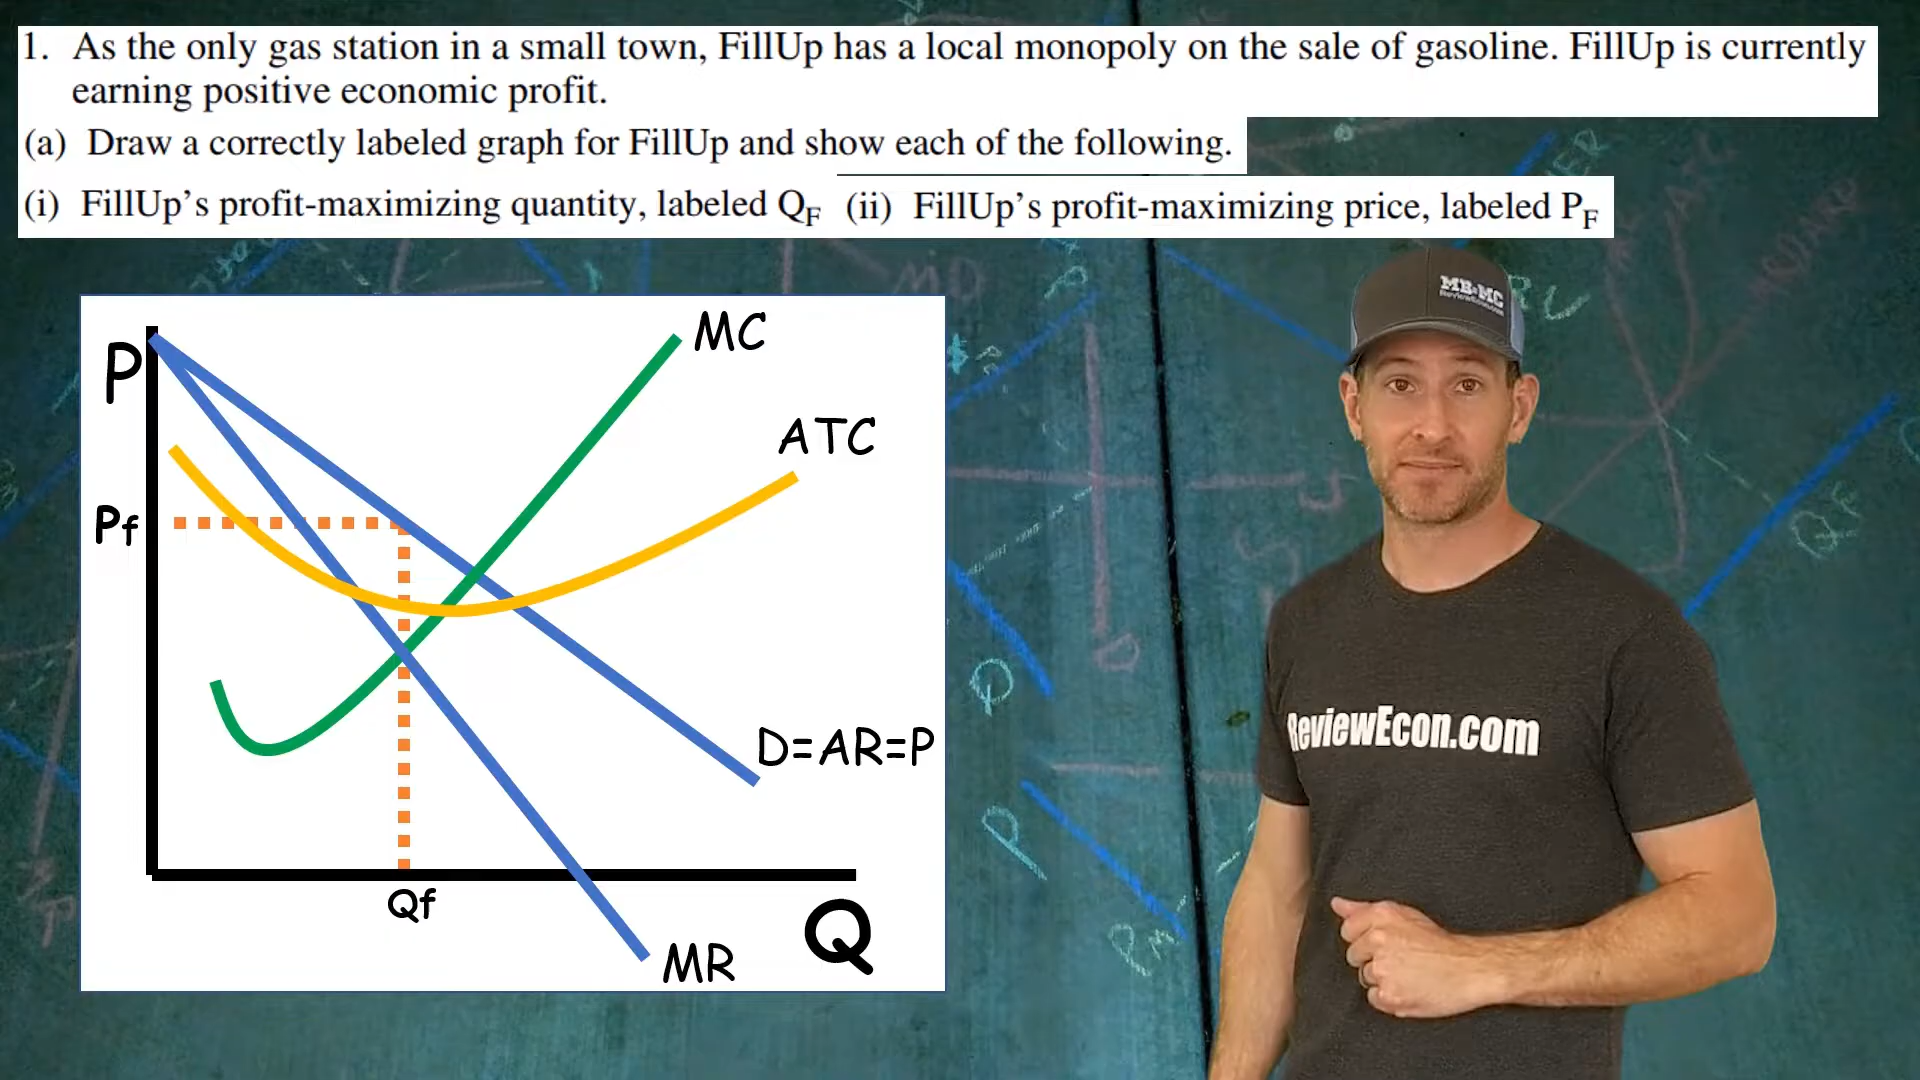 1. As the only gas station in a small town, FillUp has a local monopoly on the sale of gasoline. FillUp is currently
earning positive economic profit.
(a) Draw a correctly labeled graph for FillUp and show each of the following.
(i) FillUp's profit-maximizing quantity, labeled QF (ii) FillUp's profit-maximizing price, labeled PF
MB=MC
ReviewEcon.com
P
MC
ATC
Pf
D=AR=P
Qf
Q
MR
ReviewEcon.com
MD
D
Q
P